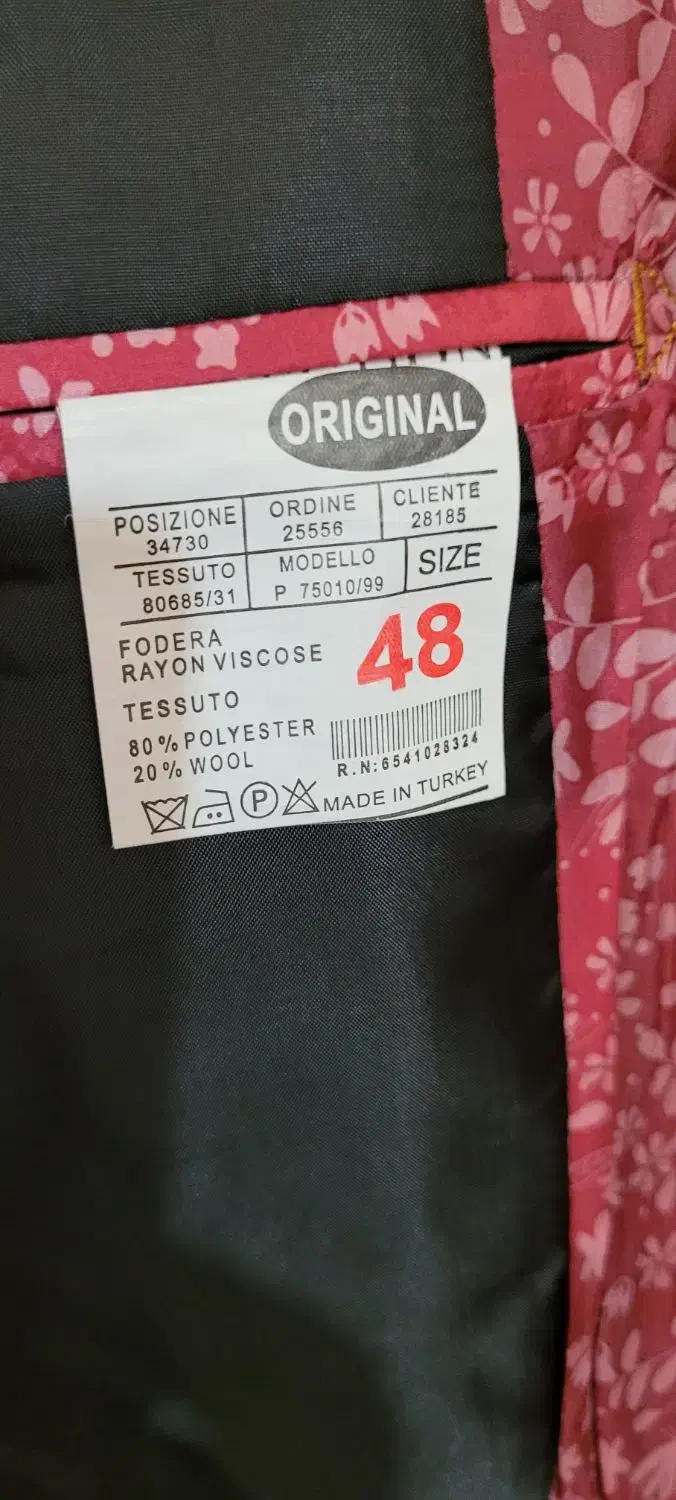 ORIGINAL
POSIZIONE ORDINE CLIENTE
34730 25556 28185
TESSUTO MODELLO SIZE
80685/31 P 75010/99
FODERA
RAYON VISCOSE
48
TESSUTO
80% POLYESTER
20% WOOL
R.N:6541028324
P
MADE IN TURKEY